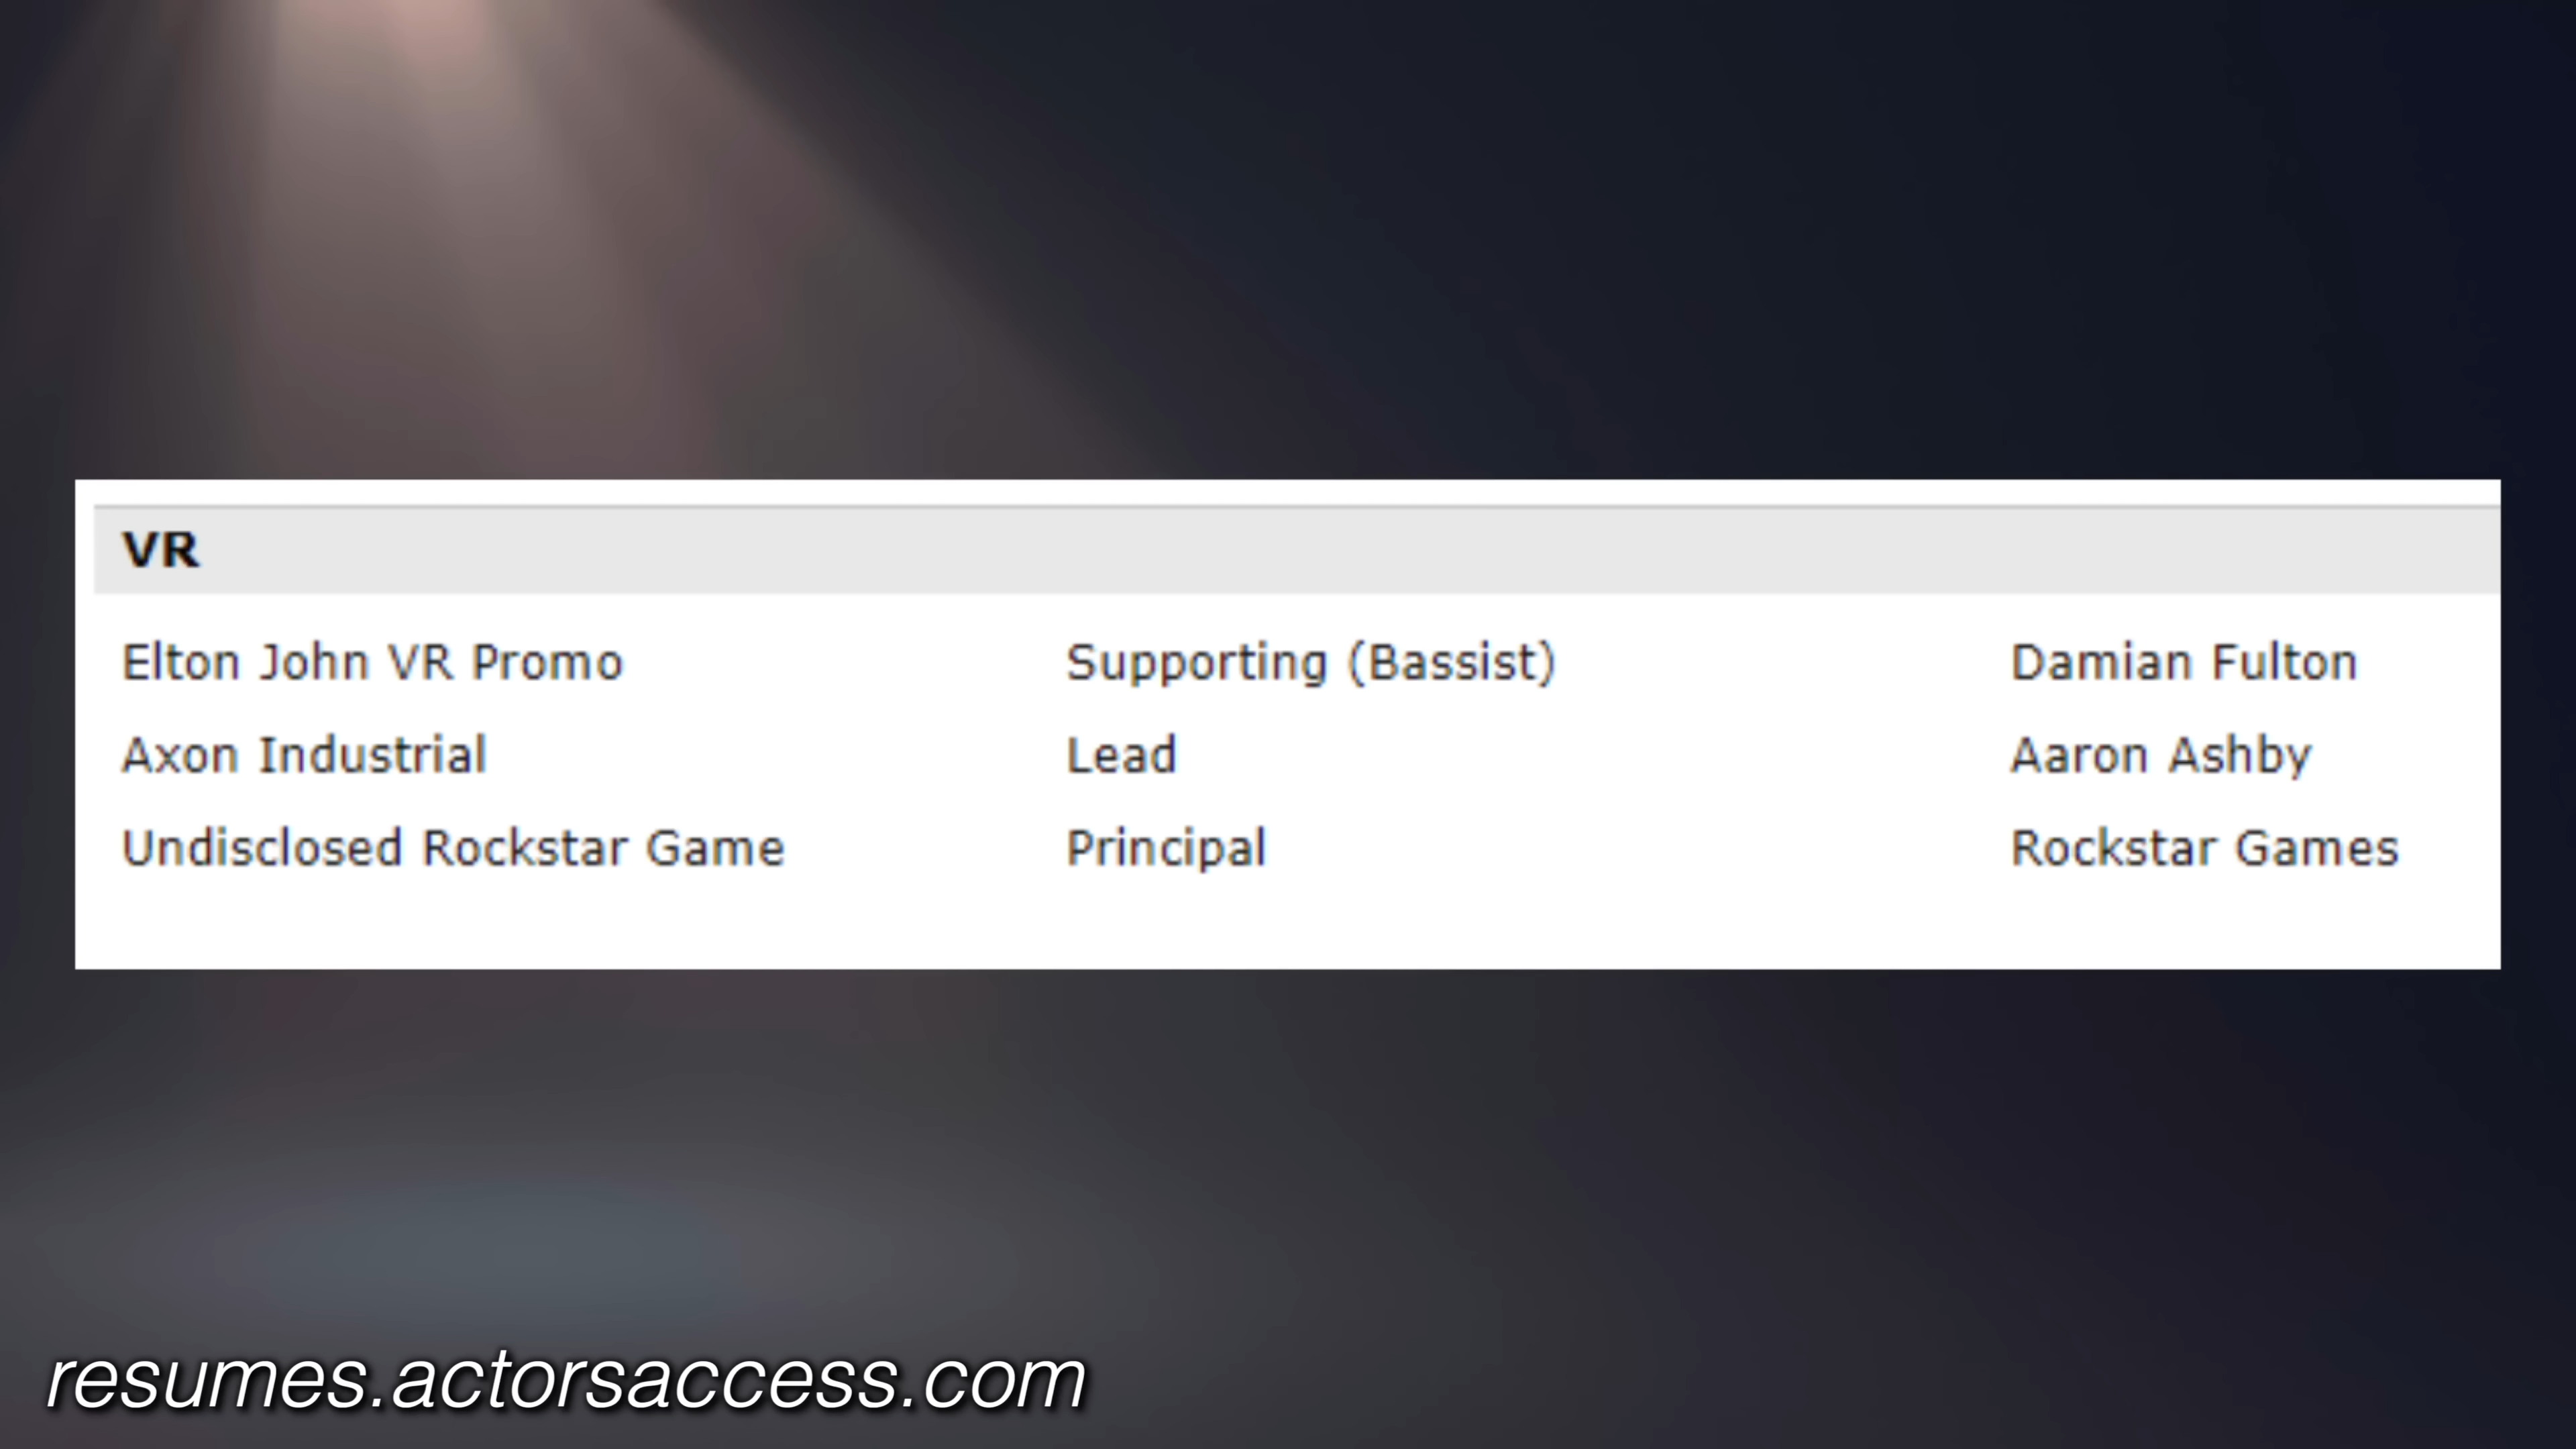 VR
Elton John VR Promo Supporting (Bassist) Damian Fulton
Axon Industrial Lead Aaron Ashby
Undisclosed Rockstar Game Principal Rockstar Games
resumes.actorsaccess.com